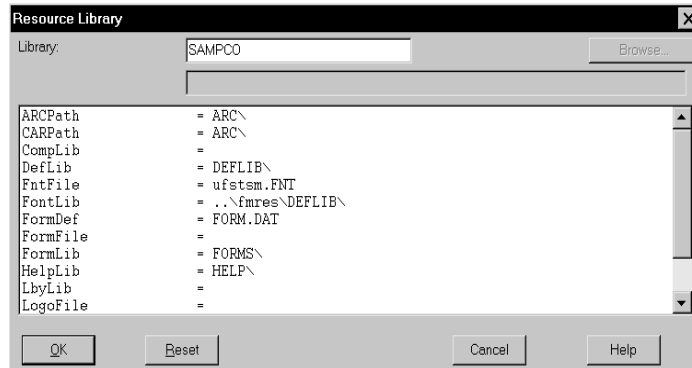 Resource Library
Library: SAMPCO Browse...
ARCPath = ARC\
CARPath = ARC\
CompLib =
DefLib = DEFLIB\
FntFile = ufstsm.FNT
FontLib = ..\fmres\DEFLIB\
FormDef = FORM.DAT
FormFile =
FormLib = FORMS\
HelpLib = HELP\
LbyLib =
LogoFile =
OK Reset Cancel Help